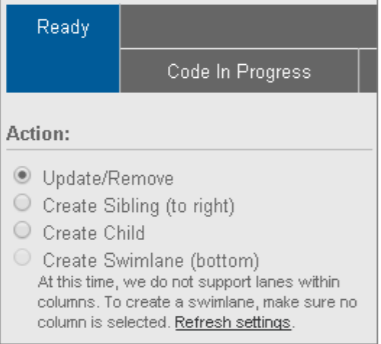 Ready
Code In Progress
Action:
Update/Remove
Create Sibling (to right)
Create Child
Create Swimlane (bottom)
At this time, we do not support lanes within
columns. To create a swimlane, make sure no
column is selected. Refresh settings.